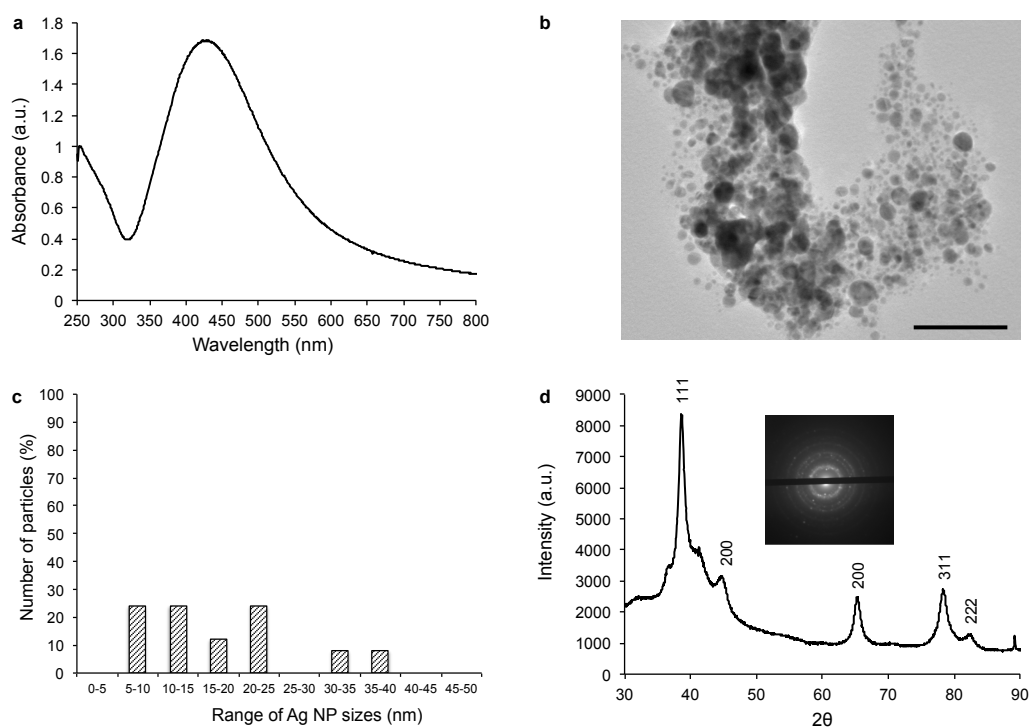 a
1.8
1.6
1.4
1.2
1
0.8
0.6
0.4
0.2
0
Absorbance (a.u.)
250 300 350 400 450 500 550 600 650 700 750 800
Wavelength (nm)
b
c
100
90
80
70
60
50
40
30
20
10
0
Number of particles (%)
0-5 5-10 10-15 15-20 20-25 25-30 30-35 35-40 40-45 45-50
Range of Ag NP sizes (nm)
d
9000
8000
7000
6000
5000
4000
3000
2000
1000
0
Intensity (a.u.)
111
200
200
311
222
30 40 50 60 70 80 90
2θ